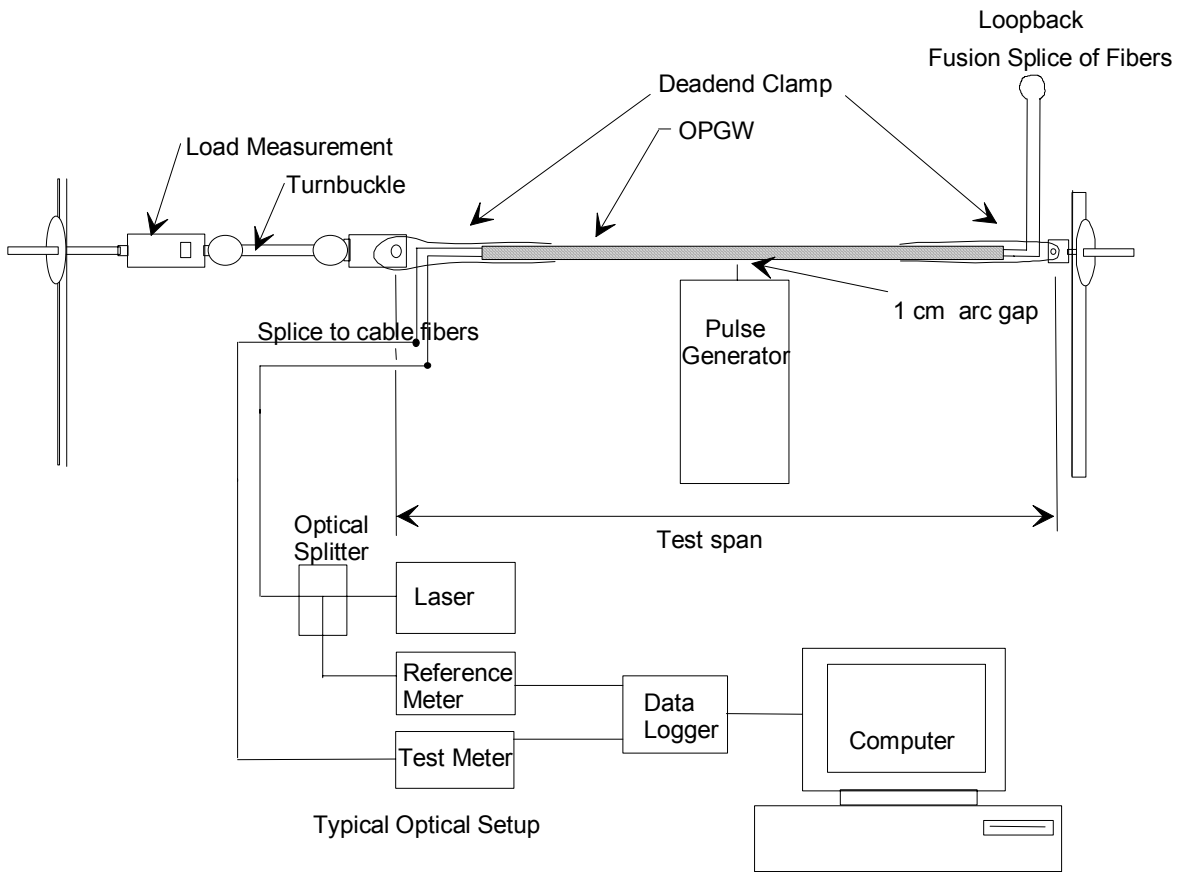 Loopback
Fusion Splice of Fibers
Deadend Clamp
OPGW
Load Measurement
Turnbuckle
1 cm arc gap
Splice to cable fibers
Pulse
Generator
Test span
Optical
Splitter
Laser
Reference
Meter
Data
Logger
Computer
Test Meter
Typical Optical Setup